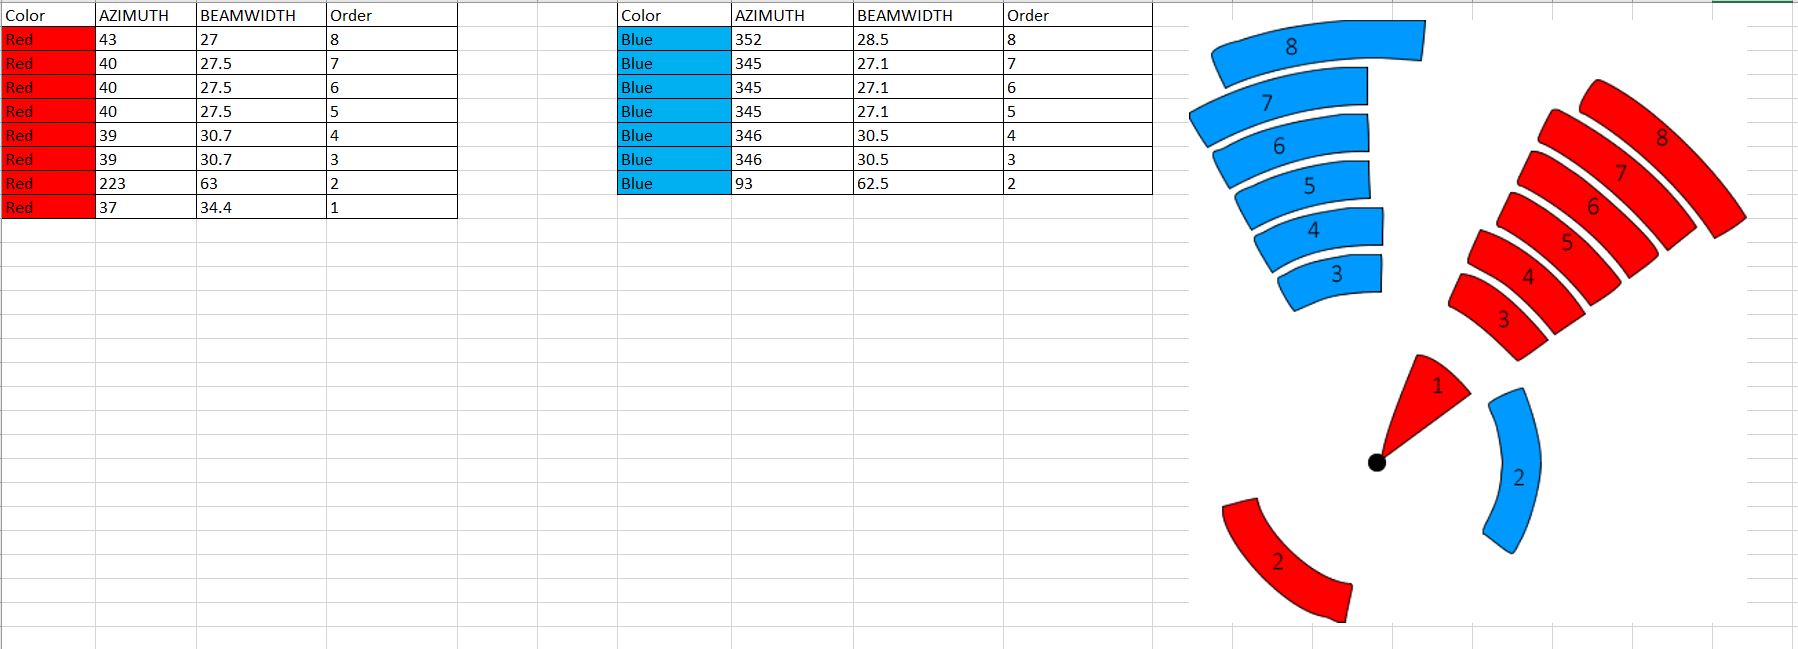 Color AZIMUTH BEAMWIDTH Order
Red 43 27 8
Red 40 27.5 7
Red 40 27.5 6
Red 40 27.5 5
Red 39 30.7 4
Red 39 30.7 3
Red 223 63 2
Red 37 34.4 1
Color AZIMUTH BEAMWIDTH Order
Blue 352 28.5 8
Blue 345 27.1 7
Blue 345 27.1 6
Blue 345 27.1 5
Blue 346 30.5 4
Blue 346 30.5 3
Blue 93 62.5 2
8
7
6
5
4
3
8
7
6
5
4
3
1
2
2